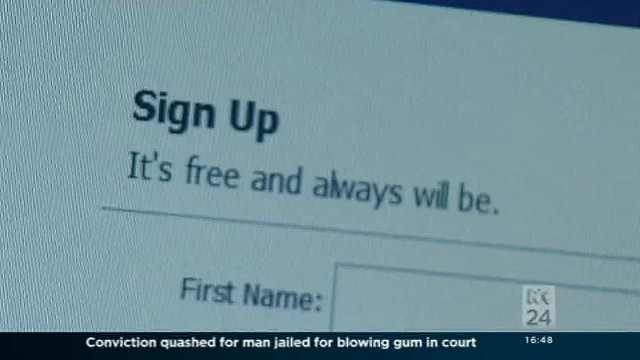 Sign Up
It's free and always will be.
First Name:
24
Conviction quashed for man jailed for blowing gum in court
16:48